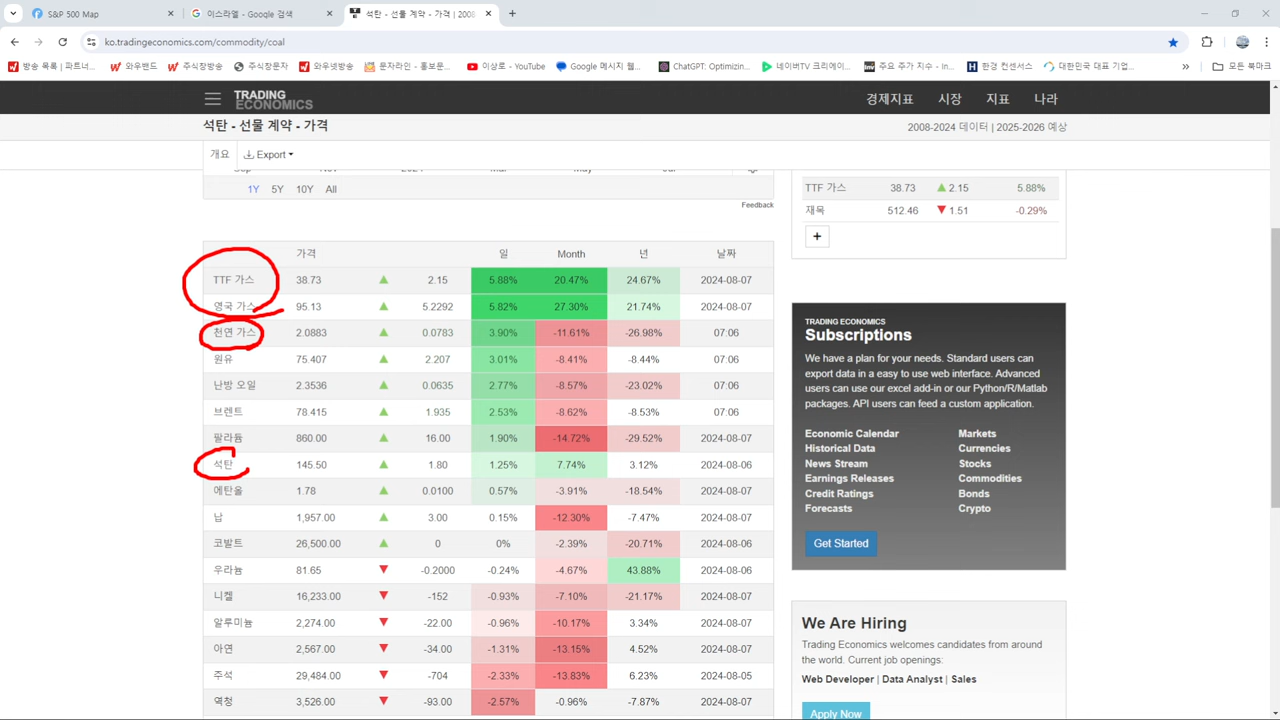 S&P 500 Map
이스라엘 - Google 검색
석탄 - 선물 계약 - 가격 | 2008
ko.tradingeconomics.com/commodity/coal
방송 목록 | 파트너... 와우밴드 주식창방송 주식창문자 와우넷방송 문자라인 - 홍보문... 이상로 - YouTube Google 메시지 웹... ChatGPT: Optimizin... 네이버TV 크리에이... 주요 주가 지수 - In... 한경 컨센서스 대한민국 대표 기업... » 모든 북마크
TRADING
ECONOMICS
경제지표 시장 지표 나라
석탄 - 선물 계약 - 가격
2008-2024 데이터 | 2025-2026 예상
개요 Export
1Y 5Y 10Y All
Feedback
TTF 가스 38.73 2.15 5.88%
재목 512.46 1.51 -0.29%
+
가격 일 Month 년 날짜
TTF 가스 38.73 2.15 5.88% 20.47% 24.67% 2024-08-07
영국 가스 95.13 5.2292 5.82% 27.30% 21.74% 2024-08-07
천연 가스 2.0883 0.0783 3.90% -11.61% 07:06
원유 75.407 2.207 3.01% -8.41% -8.44% 07:06
난방 오일 2.3536 0.0635 2.77% -8.57% -23.02% 07:06
브렌트 78.415 1.935 2.53% -8.62% -8.53% 07:06
팔라듐 860.00 16.00 1.90% -14.72% 2024-08-07
석탄 145.50 1.80 1.25% 7.74% 3.12% 2024-08-06
에탄올 1.78 0.0100 0.57% -3.91% -18.54% 2024-08-07
납 1,957.00 3.00 0.15% -12.30% -7.47% 2024-08-07
코발트 26,500.00 0 0% -2.39% -20.71% 2024-08-06
우라늄 81.65 -0.2000 -0.24% -4.67% 43.88% 2024-08-06
니켈 16,233.00 -152 -0.93% -7.10% -21.17% 2024-08-06
알루미늄 2,274.00 -22.00 -0.96% -10.17% 3.34% 2024-08-07
아연 2,567.00 -34.00 -1.31% -13.15% 4.52% 2024-08-07
주석 29,484.00 -704 -2.33% -13.83% 6.23% 2024-08-05
역청 3,526.00 -93.00 -2.57% -0.96% -7.87% 2024-08-07
TRADING ECONOMICS
Subscriptions
We have a plan for your needs. Standard users can
export data in a easy to use web interface. Advanced
users can use our excel add-in or our Python/R/Matlab
packages. API users can feed a custom application.
Economic Calendar Markets
Historical Data Currencies
News Stream Stocks
Earnings Releases Commodities
Credit Ratings Bonds
Forecasts Crypto
Get Started
We Are Hiring
Trading Economics welcomes candidates from around
the world. Current job openings:
Web Developer | Data Analyst | Sales
Apply Now